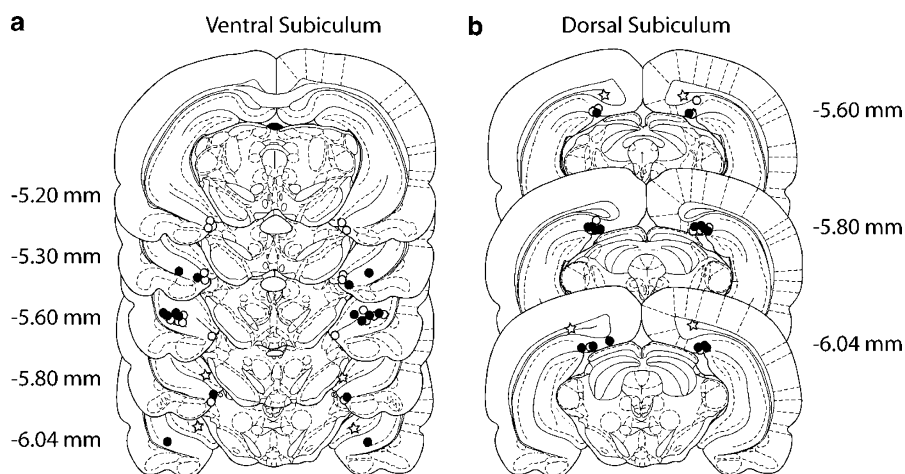 a
Ventral Subiculum
-5.20 mm
-5.30 mm
-5.60 mm
-5.80 mm
-6.04 mm
b
Dorsal Subiculum
-5.60 mm
-5.80 mm
-6.04 mm